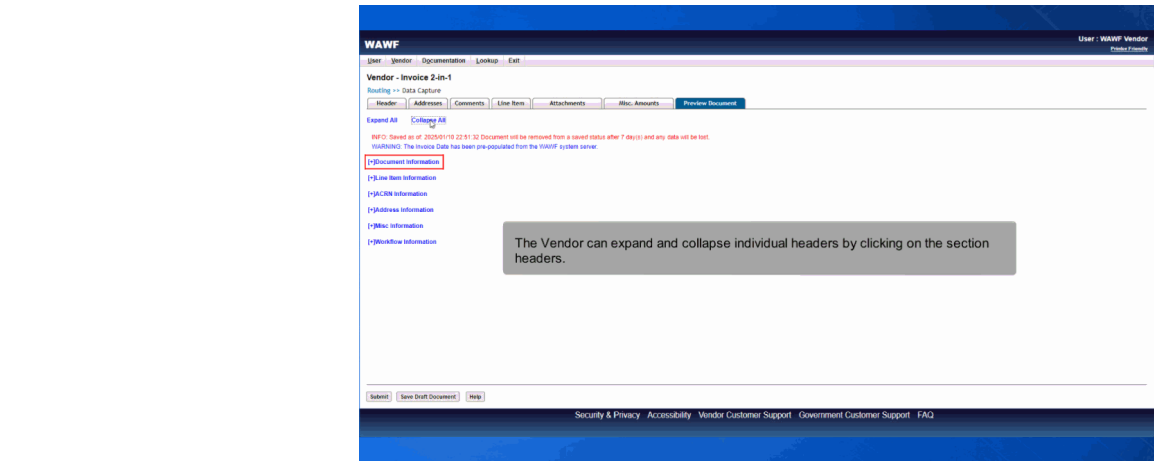 WAWF
User : WAWF Vendor
Printer Friendly
User Vendor Documentation Lookup Exit
Vendor - Invoice 2-in-1
Routing >> Data Capture
Header Addresses Comments Line Item Attachments Misc. Amounts Preview Document
Expand All Collapse All
INFO: Saved as of: 2025/01/10 22:51:32 Document will be removed from a saved status after 7 day(s) and any data will be lost.
WARNING: The Invoice Date has been pre-populated from the WAWF system server.
[+]Document Information
[+]Line Item Information
[+]ACRN Information
[+]Address Information
[+]Misc Information
[+]Workflow Information
The Vendor can expand and collapse individual headers by clicking on the section
headers.
Submit Save Draft Document Help
Security & Privacy Accessibility Vendor Customer Support Government Customer Support FAQ